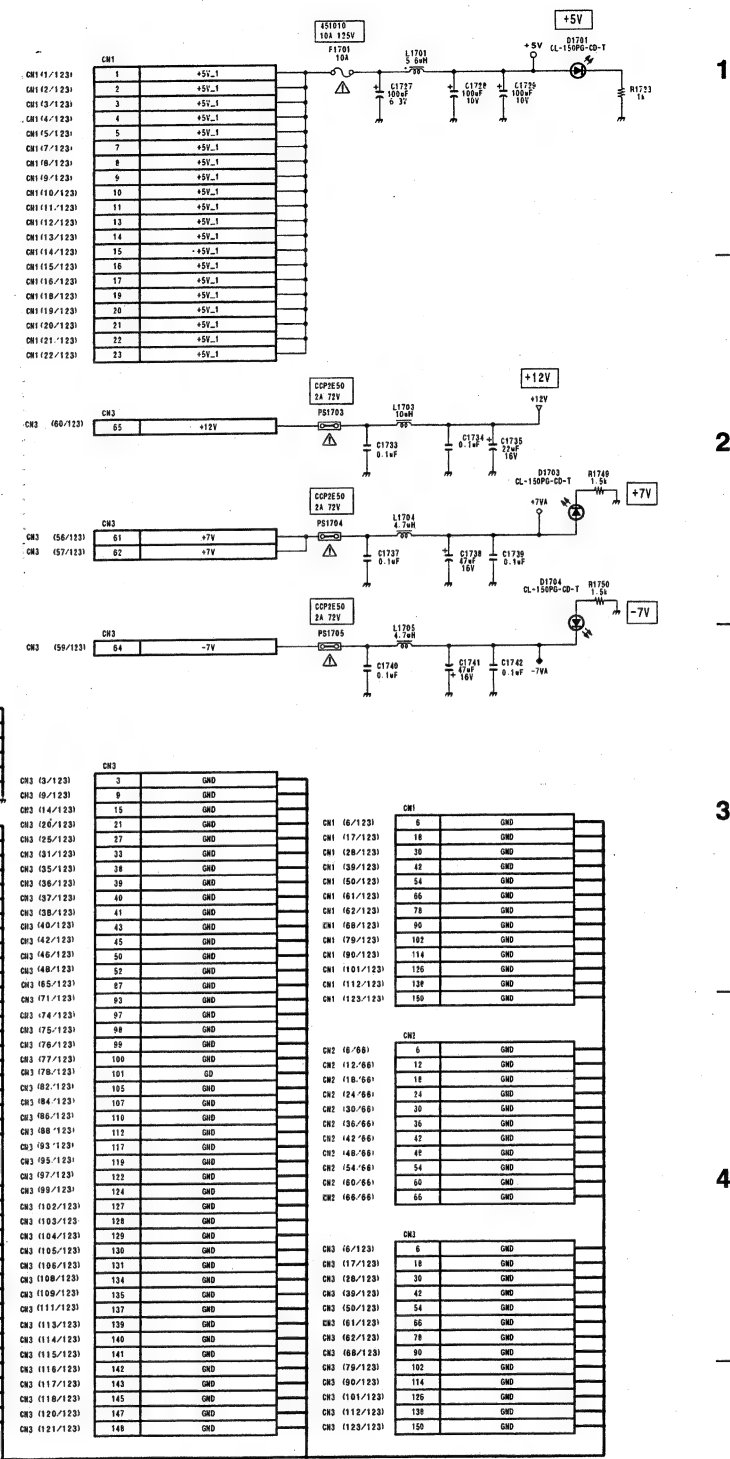 451010
10A 125V
F1701
10A
L1701
5 6uH
+5V
+5V
D1701
CL-150PG-CD-T
C1727
100uF
6 3V
C1728
100uF
10V
C1729
100uF
10V
R1723
1k
1
CN1
CN1(1/123) 1 +5V_1
CN1(2/123) 2 +5V_1
CN1(3/123) 3 +5V_1
CN1(4/123) 4 +5V_1
CN1(5/123) 5 +5V_1
CN1(7/123) 7 +5V_1
CN1(8/123) 8 +5V_1
CN1(9/123) 9 +5V_1
CN1(10/123) 10 +5V_1
CN1(11/123) 11 +5V_1
CN1(12/123) 13 +5V_1
CN1(13/123) 14 +5V_1
CN1(14/123) 15 +5V_1
CN1(15/123) 16 +5V_1
CN1(16/123) 17 +5V_1
CN1(18/123) 19 +5V_1
CN1(19/123) 20 +5V_1
CN1(20/123) 21 +5V_1
CN1(21/123) 22 +5V_1
CN1(22/123) 23 +5V_1
CCP2E50
2A 72V
PS1703
L1703
10uH
+12V
+12V
CN3
CN3 (60/123) 65 +12V
C1733
0.1uF
C1734
0.1uF
C1735
22uF
16V
2
CCP2E50
2A 72V
PS1704
L1704
4.7uH
+7VA
D1703
CL-150PG-CD-T
R1749
1.5k
+7V
CN3
CN3 (56/123) 61 +7V
CN3 (57/123) 62 +7V
C1737
0.1uF
C1738
47uF
16V
C1739
0.1uF
CCP2E50
2A 72V
PS1705
L1705
4.7uH
D1704
CL-150PG-CD-T
R1750
1.5k
-7V
CN3
CN3 (59/123) 64 -7V
C1740
0.1uF
C1741
47uF
16V
C1742
0.1uF
-7VA
CN3
CN3 (3/123) 3 GND
CN3 (9/123) 9 GND
CN3 (14/123) 15 GND
CN3 (20/123) 21 GND
CN3 (25/123) 27 GND
CN3 (31/123) 33 GND
CN3 (35/123) 38 GND
CN3 (36/123) 39 GND
CN3 (37/123) 40 GND
CN3 (38/123) 41 GND
CN3 (40/123) 43 GND
CN3 (42/123) 45 GND
CN3 (46/123) 50 GND
CN3 (48/123) 52 GND
CN3 (65/123) 87 GND
CN3 (71/123) 93 GND
CN3 (74/123) 97 GND
CN3 (75/123) 98 GND
CN3 (76/123) 99 GND
CN3 (77/123) 100 GND
CN3 (78/123) 101 GD
CN3 (82/123) 105 GND
CN3 (84/123) 107 GND
CN3 (86/123) 110 GND
CN3 (88/123) 112 GND
CN3 (93/123) 117 GND
CN3 (95/123) 119 GND
CN3 (97/123) 122 GND
CN3 (99/123) 124 GND
CN3 (102/123) 127 GND
CN3 (103/123) 128 GND
CN3 (104/123) 129 GND
CN3 (105/123) 130 GND
CN3 (106/123) 131 GND
CN3 (108/123) 134 GND
CN3 (109/123) 135 GND
CN3 (111/123) 137 GND
CN3 (113/123) 139 GND
CN3 (114/123) 140 GND
CN3 (115/123) 141 GND
CN3 (116/123) 142 GND
CN3 (117/123) 143 GND
CN3 (118/123) 145 GND
CN3 (120/123) 147 GND
CN3 (121/123) 148 GND
3
CN1
CN1 (6/123) 6 GND
CN1 (17/123) 18 GND
CN1 (28/123) 30 GND
CN1 (39/123) 42 GND
CN1 (50/123) 54 GND
CN1 (61/123) 66 GND
CN1 (62/123) 78 GND
CN1 (68/123) 90 GND
CN1 (79/123) 102 GND
CN1 (90/123) 114 GND
CN1 (101/123) 126 GND
CN1 (112/123) 138 GND
CN1 (123/123) 150 GND
CN2
CN2 (6/66) 6 GND
CN2 (12/66) 12 GND
CN2 (18/66) 18 GND
CN2 (24/66) 24 GND
CN2 (30/66) 30 GND
CN2 (36/66) 36 GND
CN2 (42/66) 42 GND
CN2 (48/66) 48 GND
CN2 (54/66) 54 GND
CN2 (60/66) 60 GND
CN2 (66/66) 66 GND
4
CN3
CN3 (6/123) 6 GND
CN3 (17/123) 18 GND
CN3 (28/123) 30 GND
CN3 (39/123) 42 GND
CN3 (50/123) 54 GND
CN3 (61/123) 66 GND
CN3 (62/123) 78 GND
CN3 (68/123) 90 GND
CN3 (79/123) 102 GND
CN3 (90/123) 114 GND
CN3 (101/123) 126 GND
CN3 (112/123) 138 GND
CN3 (123/123) 150 GND